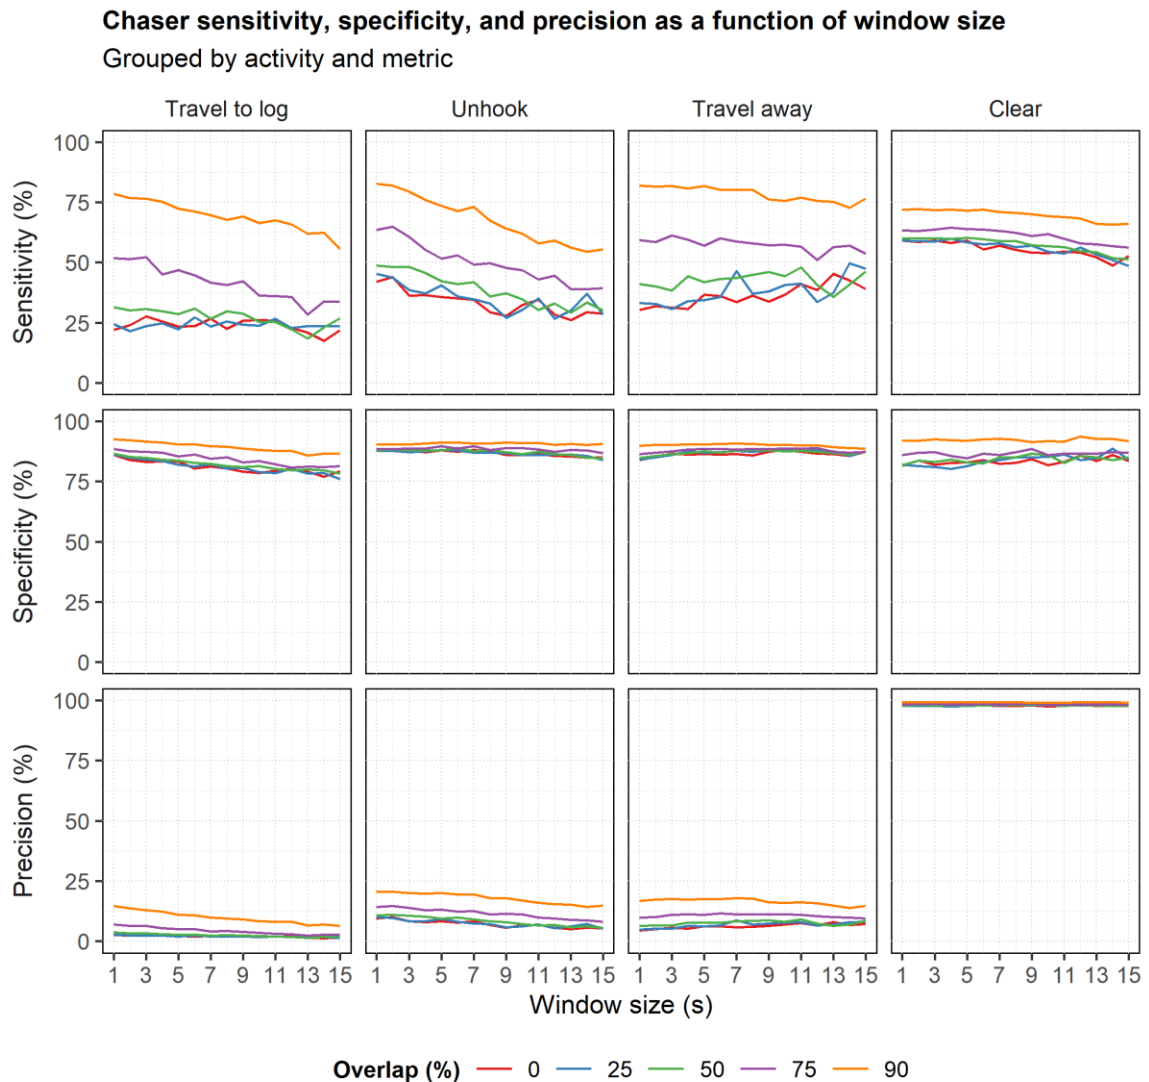 Chaser sensitivity, specificity, and precision as a function of window size
Grouped by activity and metric
Travel to log Unhook Travel away Clear
Sensitivity (%)
100
75
50
25
0
Specificity (%)
100
75
50
25
0
Precision (%)
100
75
50
25
0
1 3 5 7 9 11 13 15 1 3 5 7 9 11 13 15 1 3 5 7 9 11 13 15 1 3 5 7 9 11 13 15
Window size (s)
Overlap (%) 0 25 50 75 90